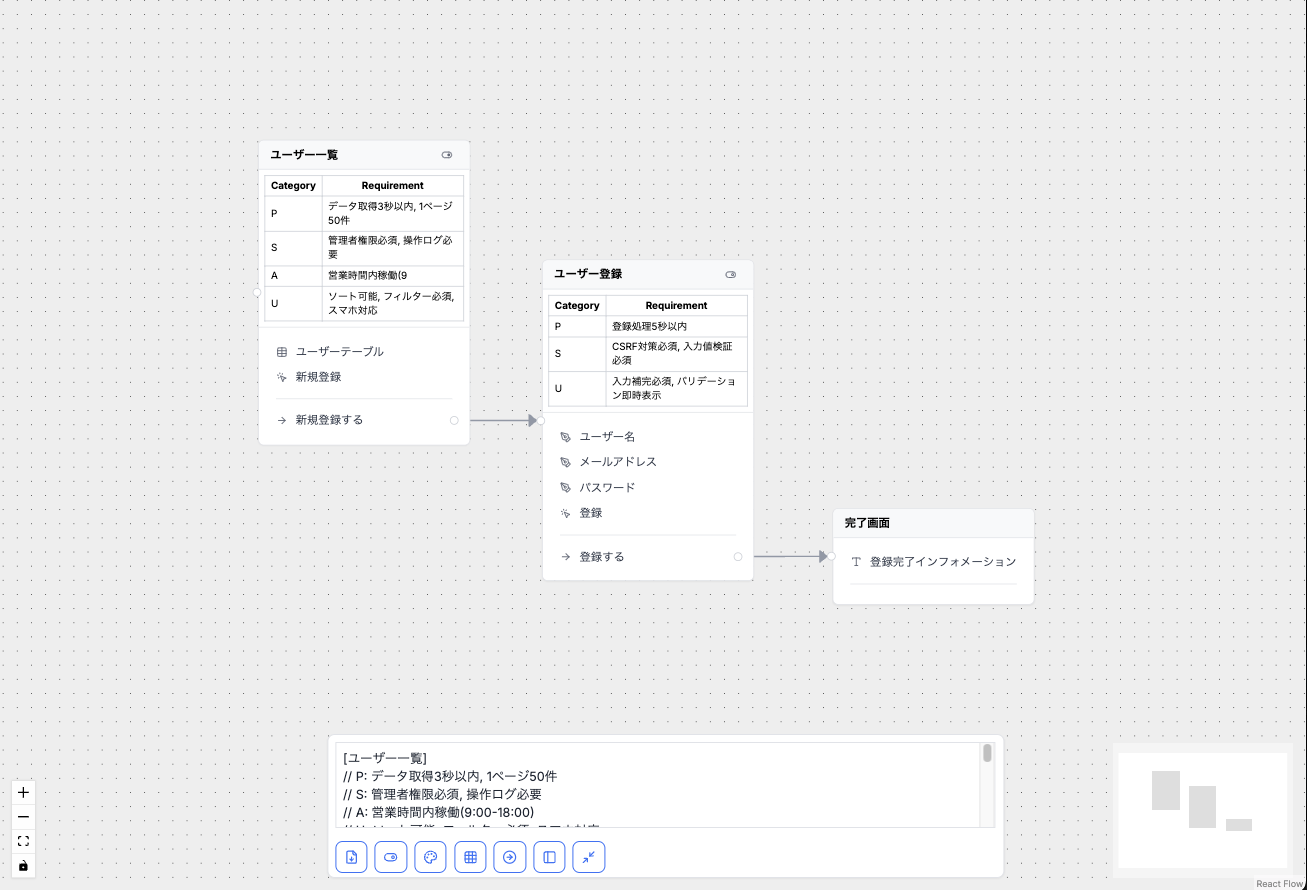 ユーザー一覧
Category Requirement
P データ取得3秒以内, 1ページ
50件
S 管理者権限必須, 操作ログ必
要
A 営業時間内稼働(9
U ソート可能, フィルター必須,
スマホ対応
ユーザーテーブル
新規登録
新規登録する
ユーザー登録
Category Requirement
P 登録処理5秒以内
S CSRF対策必須, 入力値検証
必須
U 入力補完必須, バリデーショ
ン即時表示
ユーザー名
メールアドレス
パスワード
登録
登録する
完了画面
登録完了インフォメーション
[ユーザー一覧]
// P: データ取得3秒以内, 1ページ50件
// S: 管理者権限必須, 操作ログ必要
// A: 営業時間内稼働(9:00-18:00)
React Flow